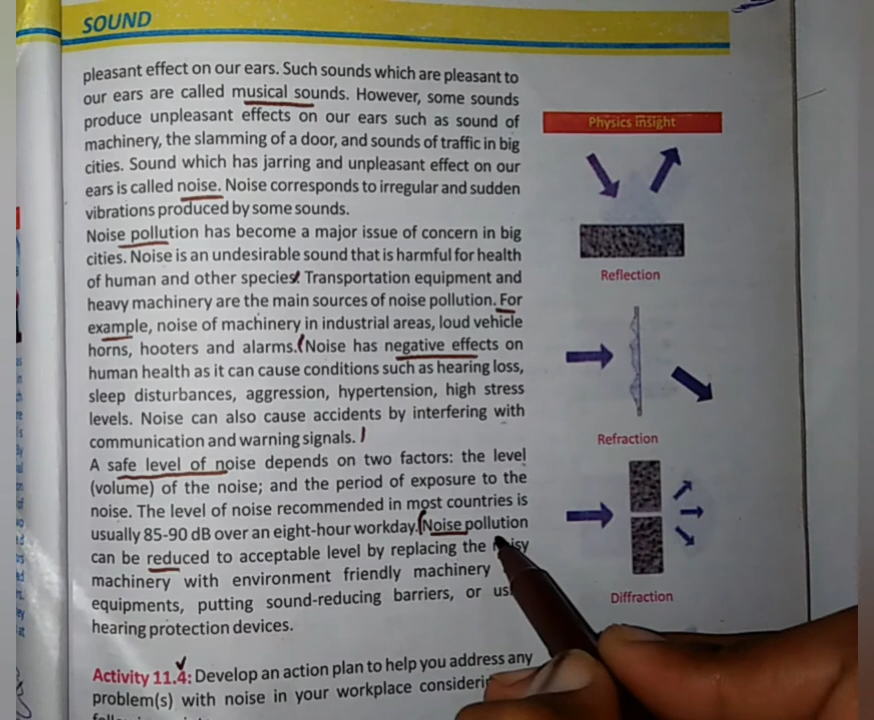 SOUND
pleasant effect on our ears. Such sounds which are pleasant to
our ears are called musical sounds. However, some sounds
produce unpleasant effects on our ears such as sound of
machinery, the slamming of a door, and sounds of traffic in big
cities. Sound which has jarring and unpleasant effect on our
ears is called noise. Noise corresponds to irregular and sudden
vibrations produced by some sounds.
Noise pollution has become a major issue of concern in big
cities. Noise is an undesirable sound that is harmful for health
of human and other species. Transportation equipment and
heavy machinery are the main sources of noise pollution. For
example, noise of machinery in industrial areas, loud vehicle
horns, hooters and alarms. Noise has negative effects on
human health as it can cause conditions such as hearing loss,
sleep disturbances, aggression, hypertension, high stress
levels. Noise can also cause accidents by interfering with
communication and warning signals.
A safe level of noise depends on two factors: the level
(volume) of the noise; and the period of exposure to the
noise. The level of noise recommended in most countries is
usually 85-90 dB over an eight-hour workday. Noise pollution
can be reduced to acceptable level by replacing the
machinery with environment friendly machinery
equipments, putting sound-reducing barriers, or
hearing protection devices.
Activity 11.4: Develop an action plan to help you address any
problem(s) with noise in your workplace
Physics insight
Reflection
Refraction
Diffraction